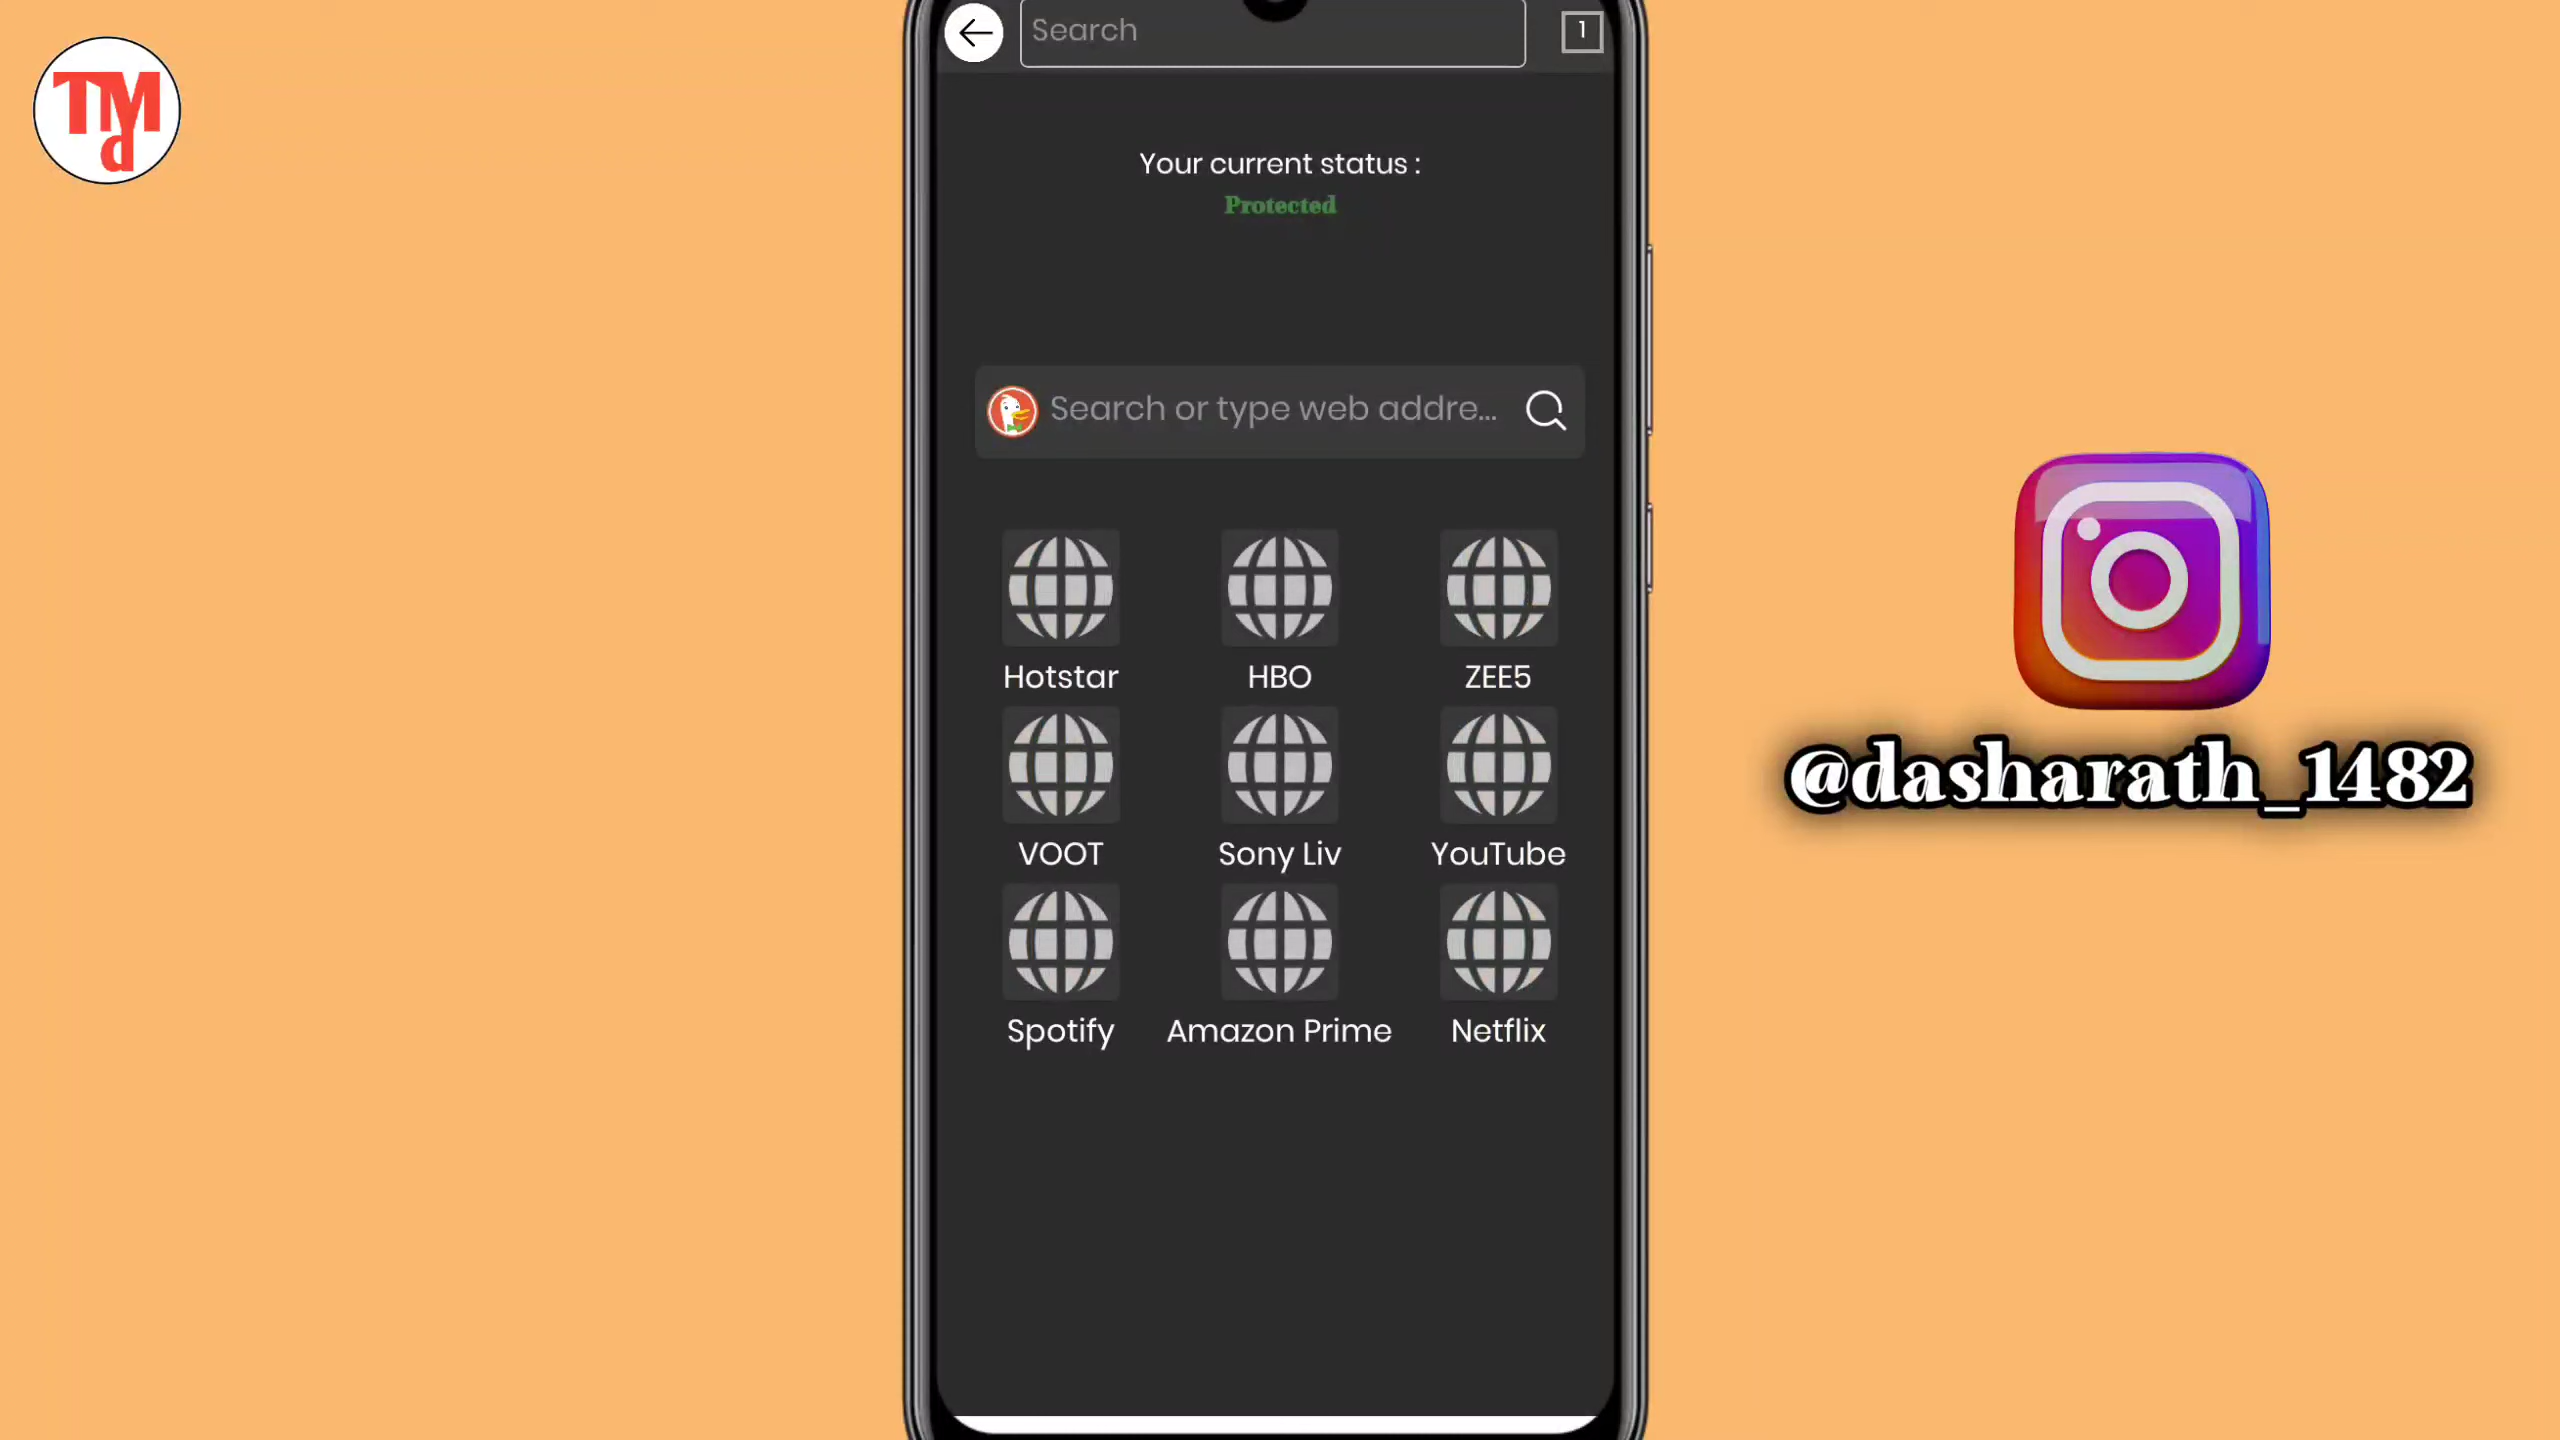 TMd
Search
1
Your current status :
Protected
Search or type web addre...
Hotstar
HBO
ZEE5
VOOT
Sony Liv
YouTube
Spotify
Amazon Prime
Netflix
@dasharath_1482